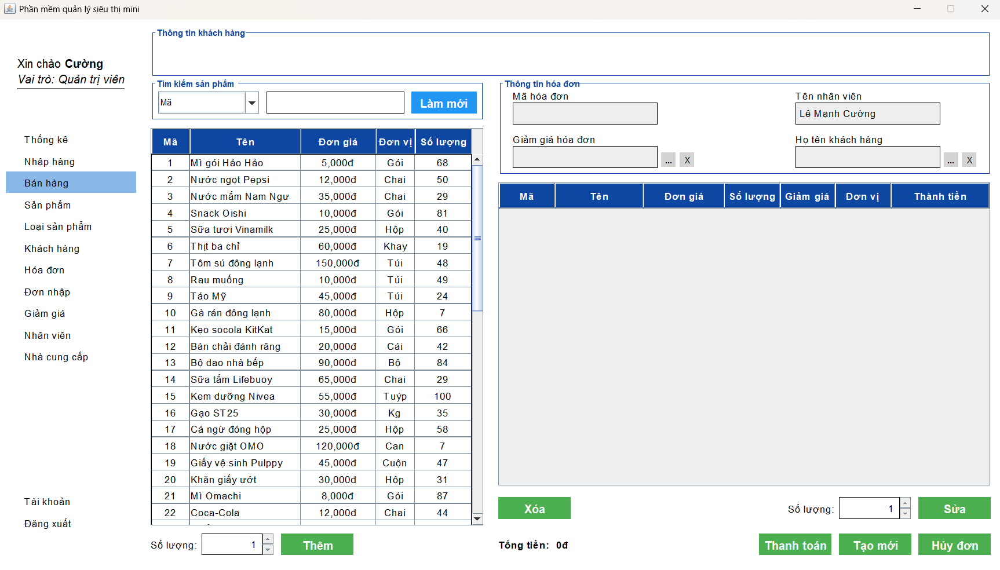 Phần mềm quản lý siêu thị mini
Xin chào Cường
Vai trò: Quản trị viên
Thống kê
Nhập hàng
Bán hàng
Sản phẩm
Loại sản phẩm
Khách hàng
Hóa đơn
Đơn nhập
Giảm giá
Nhân viên
Nhà cung cấp
Tài khoản
Đăng xuất
Thông tin khách hàng
Tìm kiếm sản phẩm
Mã
Làm mới
Mã Tên Đơn giá Đơn vị Số lượng
1 Mì gói Hảo Hảo 5,000đ Gói 68
2 Nước ngọt Pepsi 12,000đ Chai 50
3 Nước mắm Nam Ngư 35,000đ Chai 29
4 Snack Oishi 10,000đ Gói 81
5 Sữa tươi Vinamilk 25,000đ Hộp 40
6 Thịt ba chỉ 60,000đ Khay 19
7 Tôm sú đông lạnh 150,000đ Túi 48
8 Rau muống 10,000đ Túi 49
9 Táo Mỹ 45,000đ Túi 24
10 Gà rán đông lạnh 80,000đ Hộp 7
11 Kẹo socola KitKat 15,000đ Gói 66
12 Bàn chải đánh răng 20,000đ Cái 42
13 Bộ dao nhà bếp 90,000đ Bộ 84
14 Sữa tắm Lifebuoy 65,000đ Chai 29
15 Kem dưỡng Nivea 55,000đ Tuýp 100
16 Gạo ST25 30,000đ Kg 35
17 Cá ngừ đóng hộp 25,000đ Hộp 58
18 Nước giặt OMO 120,000đ Can 7
19 Giấy vệ sinh Pulppy 45,000đ Cuộn 47
20 Khăn giấy ướt 30,000đ Hộp 31
21 Mì Omachi 8,000đ Gói 87
22 Coca-Cola 12,000đ Chai 44
Số lượng: 1 Thêm
Thông tin hóa đơn
Mã hóa đơn
Tên nhân viên
Lê Mạnh Cường
Giảm giá hóa đơn
... X
Họ tên khách hàng
... X
Mã Tên Đơn giá Số lượng Giảm giá Đơn vị Thành tiền
Xóa
Số lượng: 1 Sửa
Tổng tiền: 0đ
Thanh toán Tạo mới Hủy đơn